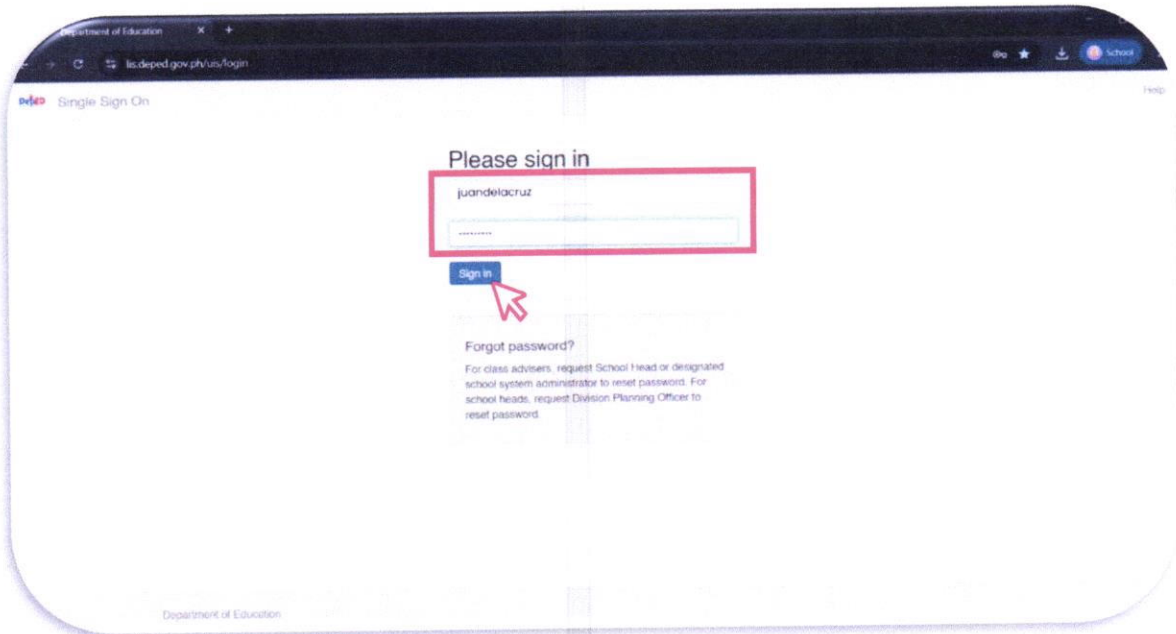 Department of Education
lis.deped.gov.ph/uis/login
School
DepED Single Sign On
Help
Please sign in
juandelacruz
Sign in
Forgot password?
For class advisers, request School Head or designated
school system administrator to reset password. For
school heads, request Division Planning Officer to
reset password.
Department of Education